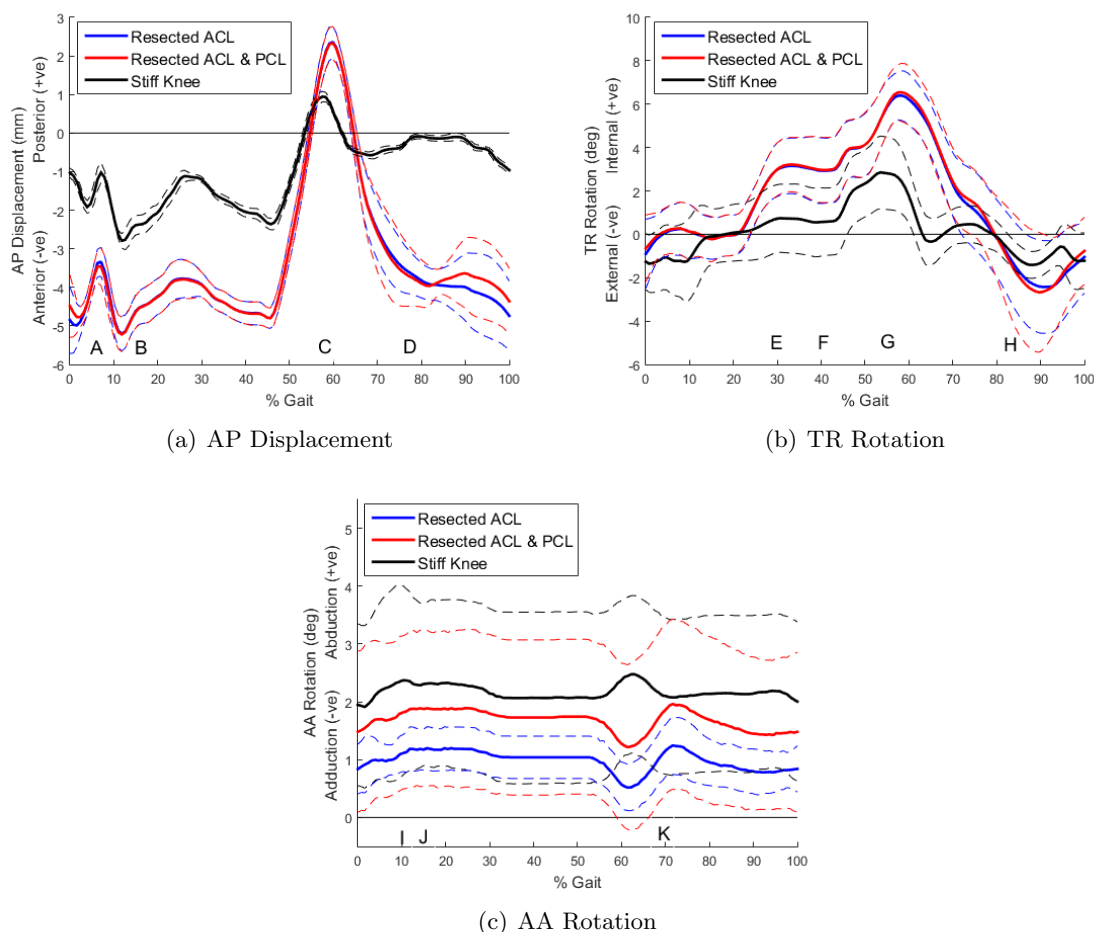 Resected ACL
Resected ACL & PCL
Stiff Knee
AP Displacement (mm)
Anterior (-ve) Posterior (+ve)
3
2
1
0
-1
-2
-3
-4
-5
-6
A B C D
0 10 20 30 40 50 60 70 80 90 100
% Gait
(a) AP Displacement
Resected ACL
Resected ACL & PCL
Stiff Knee
TR Rotation (deg)
External (-ve) Internal (+ve)
10
8
6
4
2
0
-2
-4
-6
E F G H
0 10 20 30 40 50 60 70 80 90 100
% Gait
(b) TR Rotation
Resected ACL
Resected ACL & PCL
Stiff Knee
AA Rotation (deg)
Adduction (-ve) Abduction (+ve)
5
4
3
2
1
0
I J K
0 10 20 30 40 50 60 70 80 90 100
% Gait
(c) AA Rotation